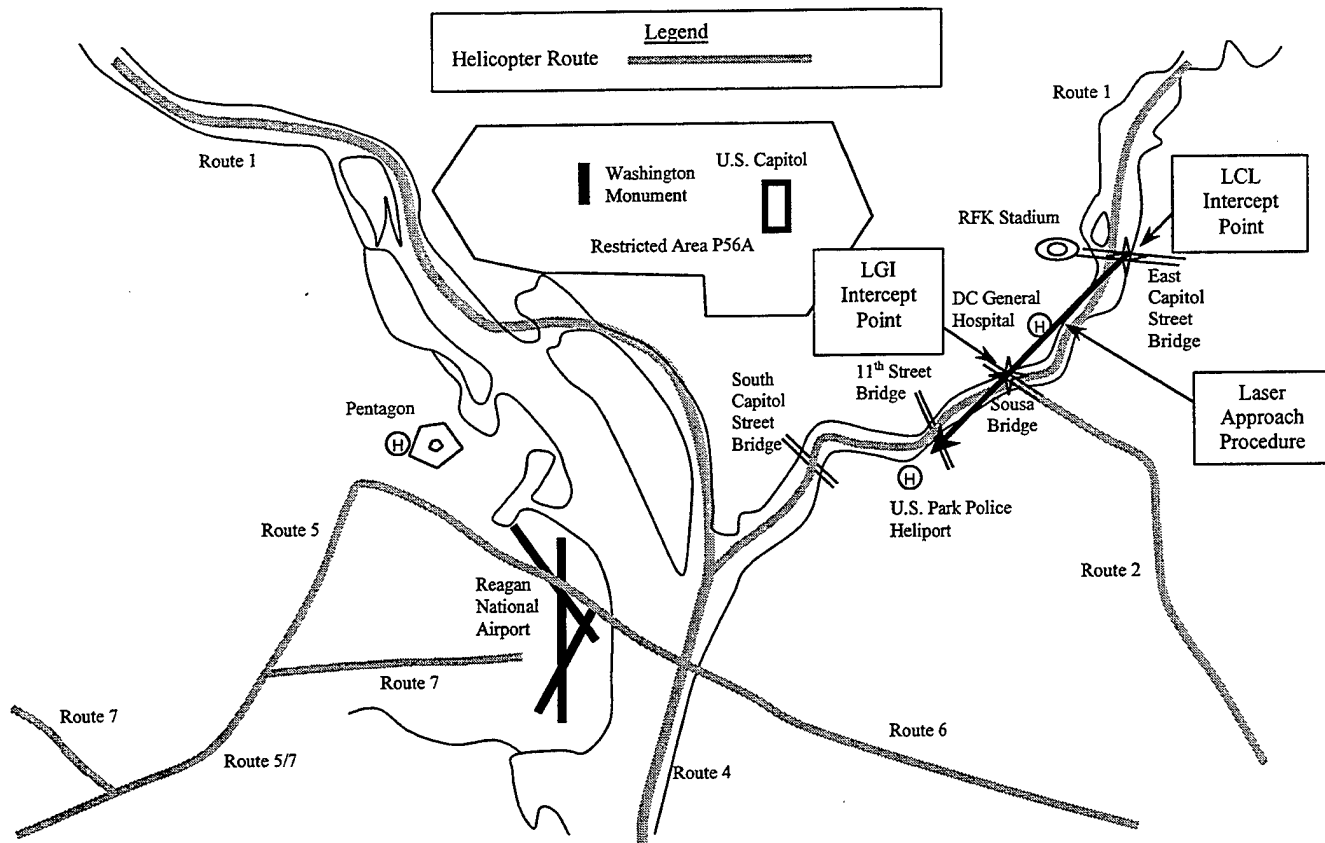 Legend
Helicopter Route
Route 1
Route 1
Washington
Monument
U.S. Capitol
Restricted Area P56A
RFK Stadium
LCL
Intercept
Point
LGI
Intercept
Point
DC General
Hospital
H
East
Capitol
Street
Bridge
11th Street
Bridge
South
Capitol
Street
Bridge
Sousa
Bridge
Laser
Approach
Procedure
Pentagon
H
H
U.S. Park Police
Heliport
Route 5
Reagan
National
Airport
Route 2
Route 7
Route 7
Route 5/7
Route 4
Route 6